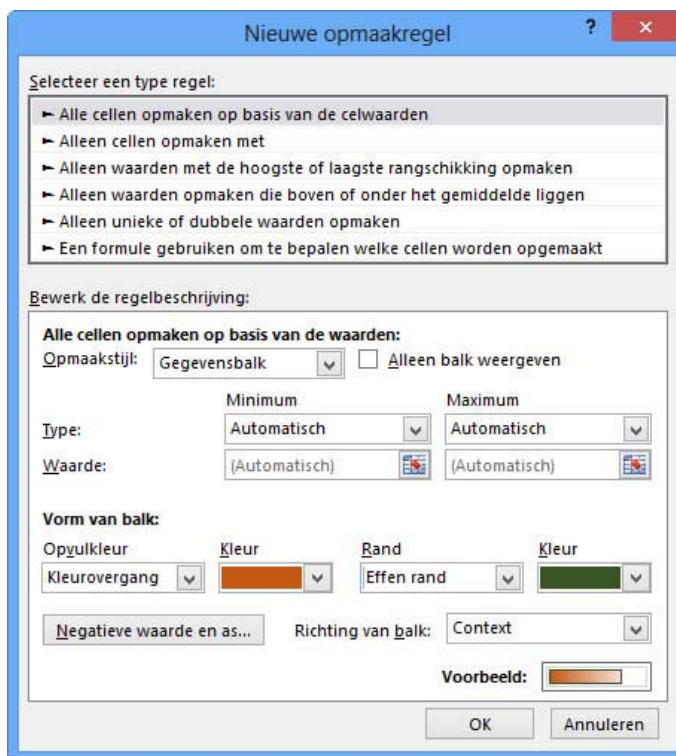 Nieuwe opmaakregel ?
Selecteer een type regel:
► Alle cellen opmaken op basis van de celwaarden
► Alleen cellen opmaken met
► Alleen waarden met de hoogste of laagste rangschikking opmaken
► Alleen waarden opmaken die boven of onder het gemiddelde liggen
► Alleen unieke of dubbele waarden opmaken
► Een formule gebruiken om te bepalen welke cellen worden opgemaakt
Bewerk de regelbeschrijving:
Alle cellen opmaken op basis van de waarden:
Opmaakstijl: Gegevensbalk Alleen balk weergeven
Minimum Maximum
Type: Automatisch Automatisch
Waarde: (Automatisch) (Automatisch)
Vorm van balk:
Opvulkleur Kleur Rand Kleur
Kleurovergang Effen rand
Negatieve waarde en as... Richting van balk: Context
Voorbeeld:
OK Annuleren